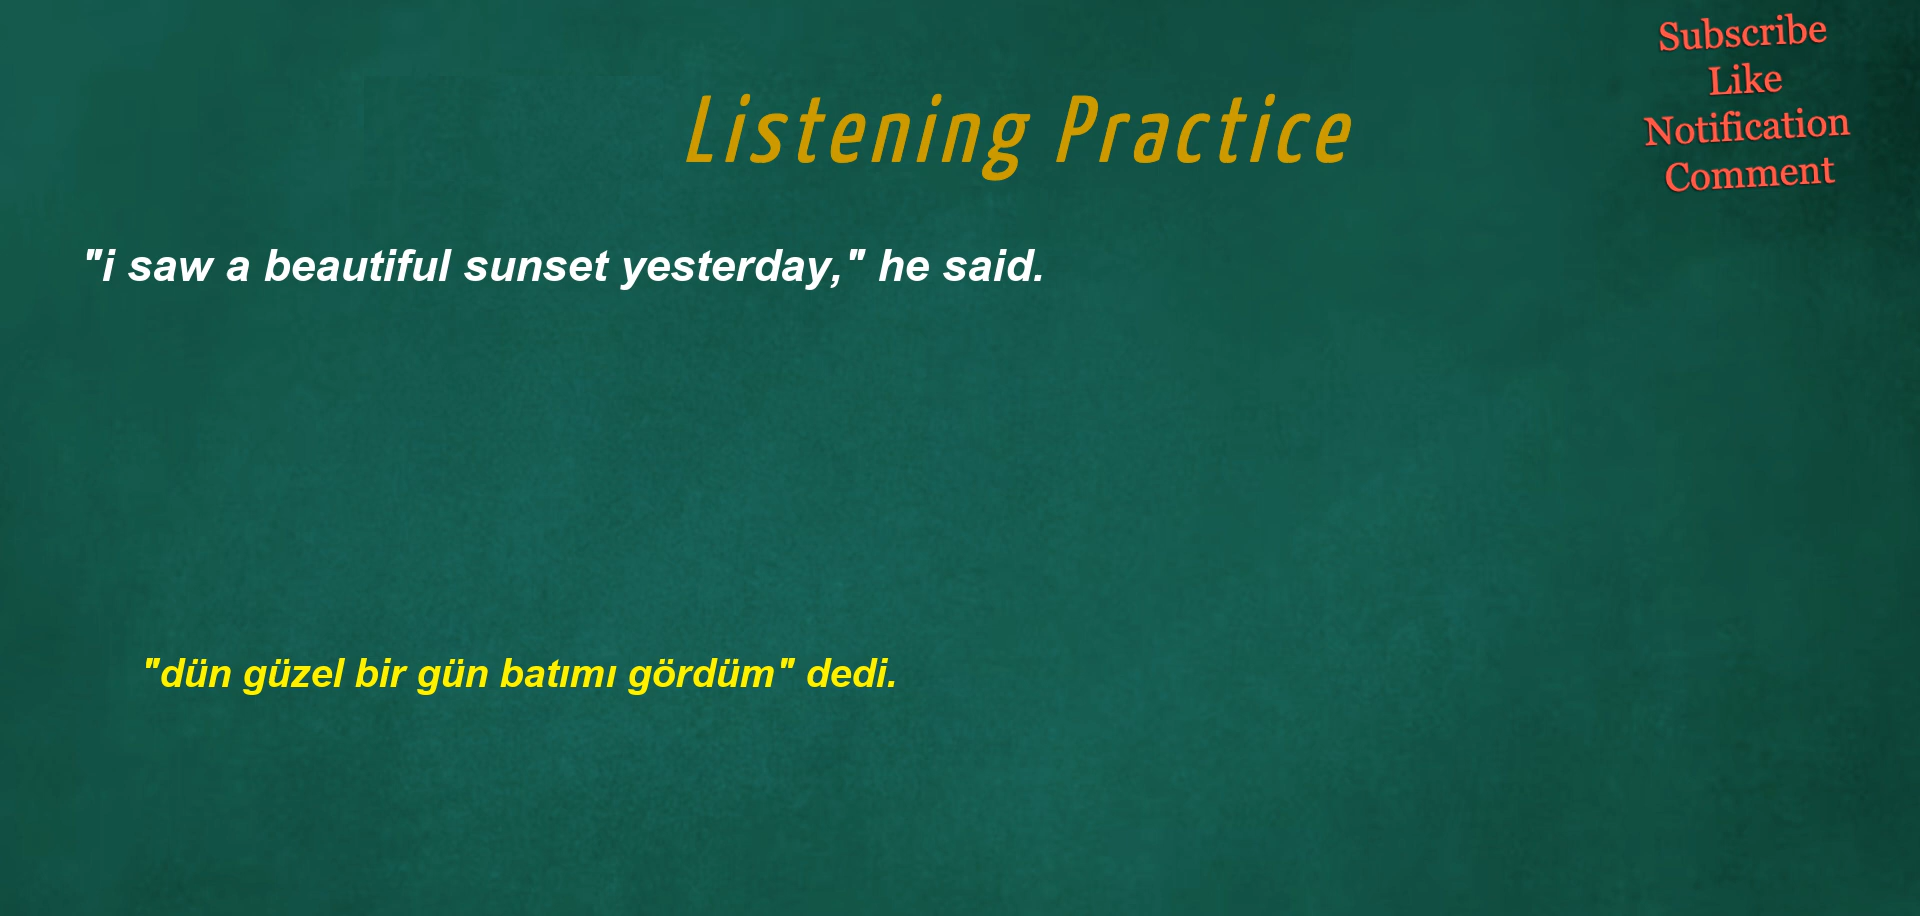 Subscribe
Like
Notification
Comment
Listening Practice
"i saw a beautiful sunset yesterday," he said.
"dün güzel bir gün batımı gördüm" dedi.